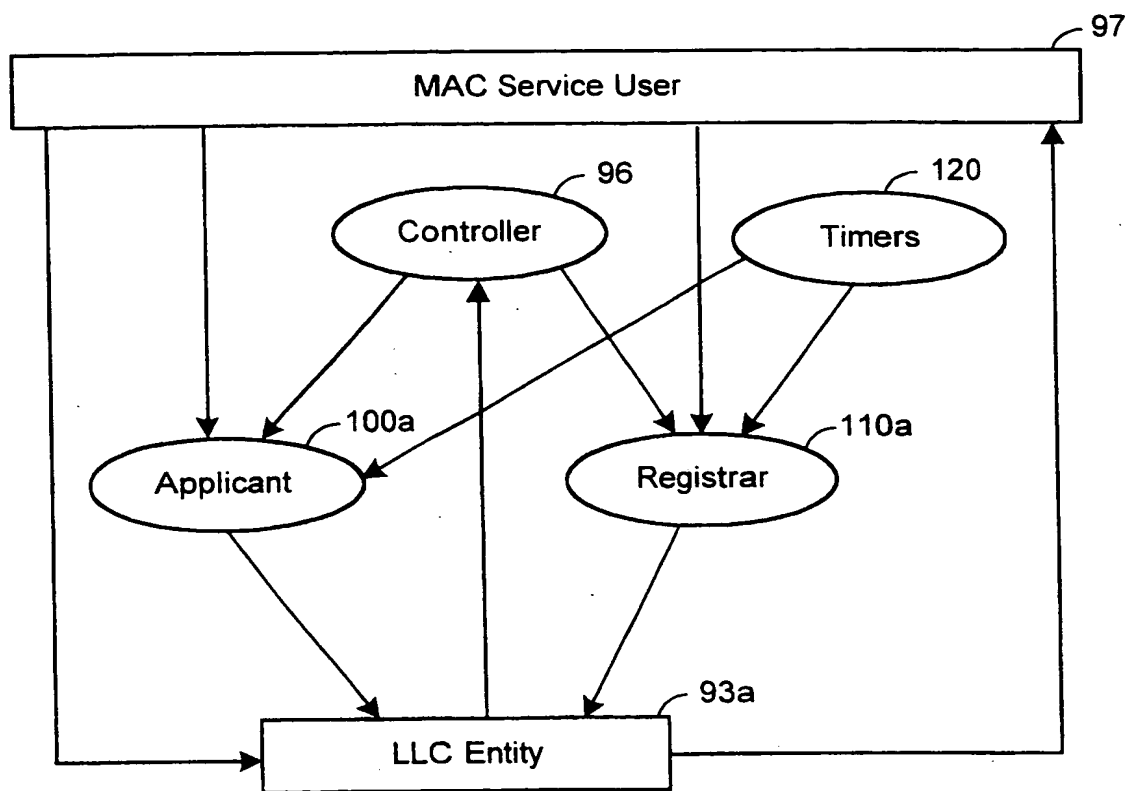 97
MAC Service User
96
120
Controller
Timers
100a
110a
Applicant
Registrar
93a
LLC Entity